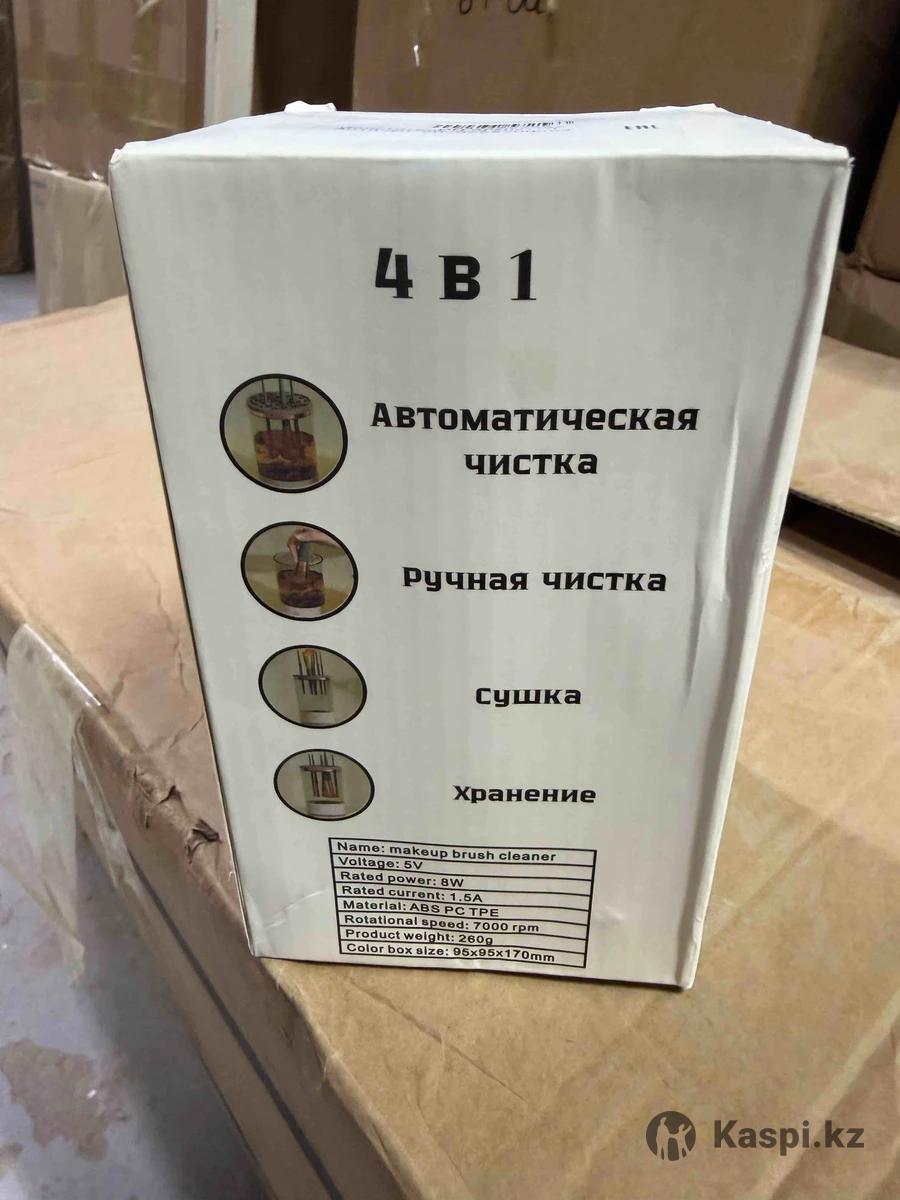 4 в 1
Автоматическая
чистка
Ручная чистка
Сушка
Хранение
Name: makeup brush cleaner
Voltage: 5V
Rated power: 8W
Rated current: 1.5A
Material: ABS PC TPE
Rotational speed: 7000 rpm
Product weight: 260g
Color box size: 95x95x170mm
Kaspi.kz